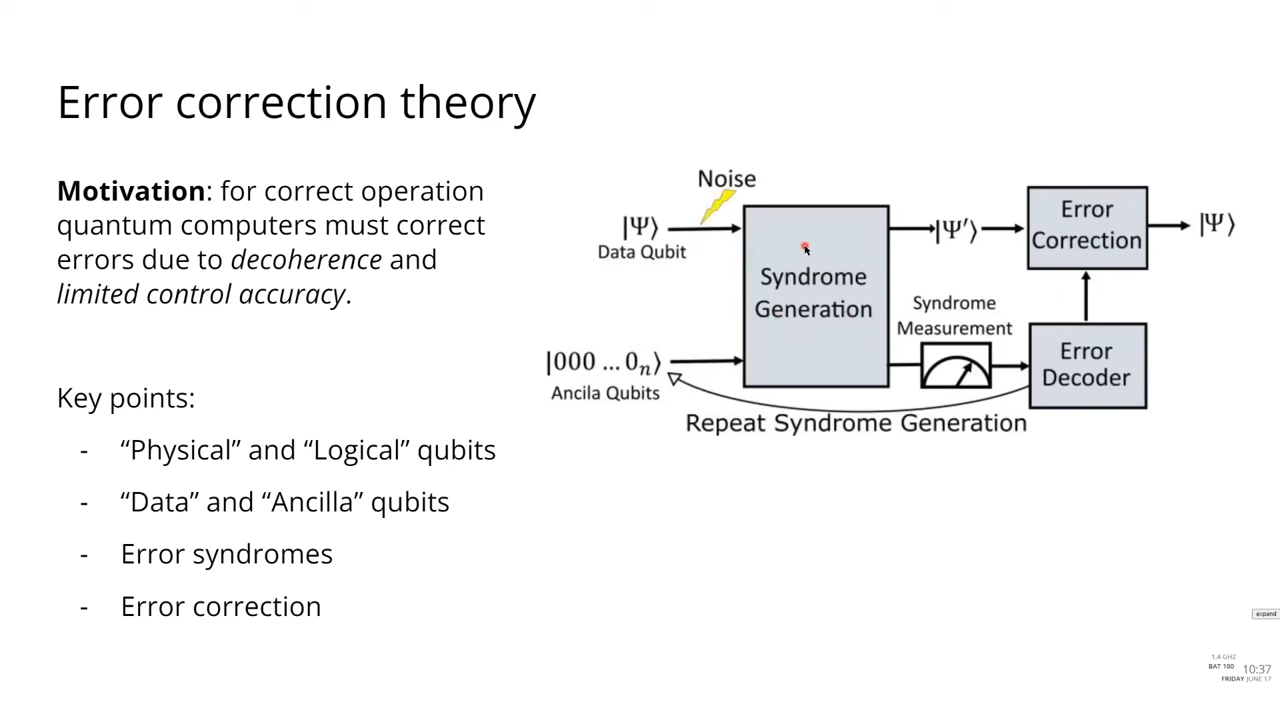 Error correction theory
Motivation: for correct operation
quantum computers must correct
errors due to decoherence and
limited control accuracy.
Key points:
- “Physical” and “Logical” qubits
- “Data” and “Ancilla” qubits
- Error syndromes
- Error correction
Noise
|Ψ⟩
Data Qubit
|000 ... 0ₙ⟩
Ancila Qubits
Syndrome
Generation
|Ψ′⟩
Syndrome
Measurement
Error
Correction
|Ψ⟩
Error
Decoder
Repeat Syndrome Generation
expand
1.4 GHZ
BAT 100 10:37
FRIDAY JUNE 17